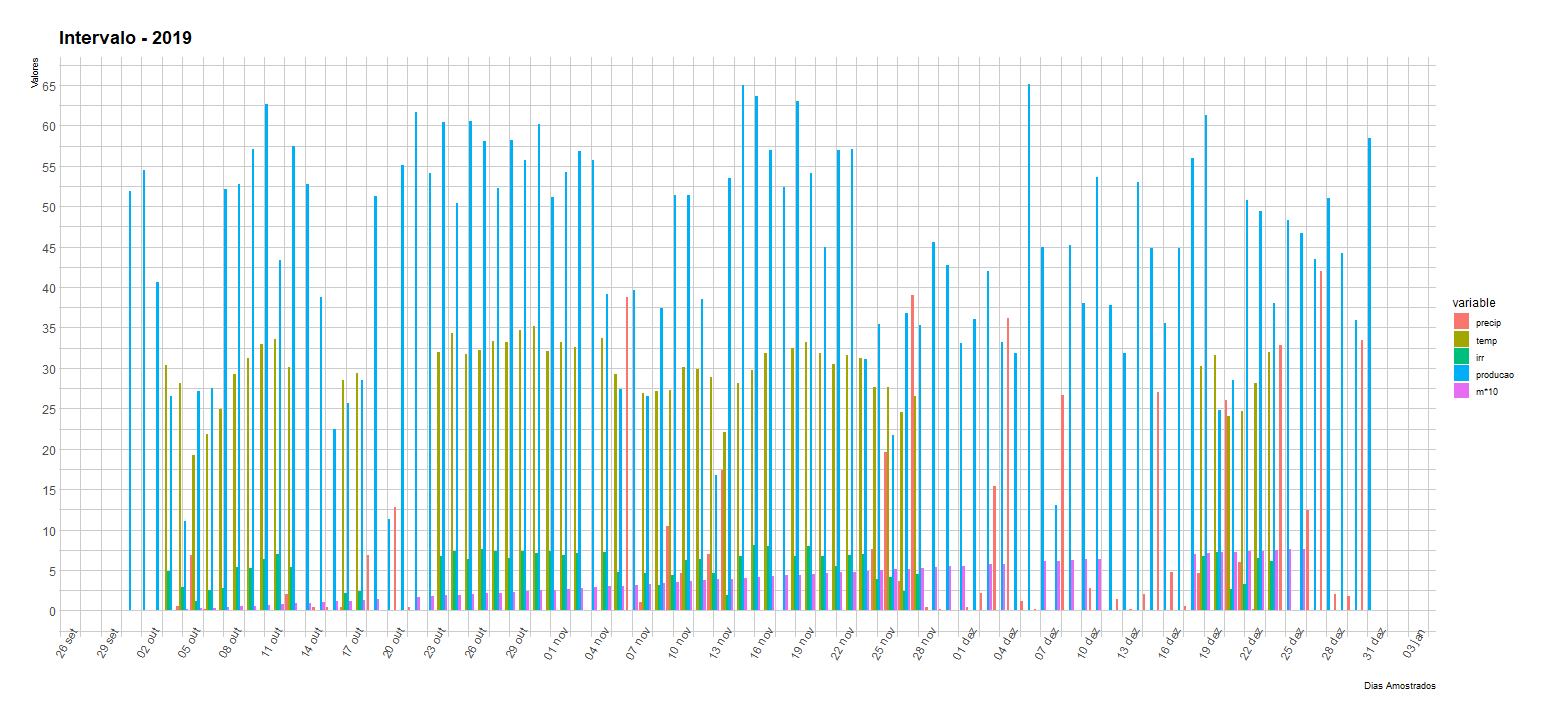 Intervalo - 2019
Valores
65
60
55
50
45
40
35
30
25
20
15
10
5
0
26 set
29 set
02 out
05 out
08 out
11 out
14 out
17 out
20 out
23 out
26 out
29 out
01 nov
04 nov
07 nov
10 nov
13 nov
16 nov
19 nov
22 nov
25 nov
28 nov
01 dez
04 dez
07 dez
10 dez
13 dez
16 dez
19 dez
22 dez
25 dez
28 dez
31 dez
03 jan
Dias Amostrados
variable
precip
temp
irr
producao
m*10